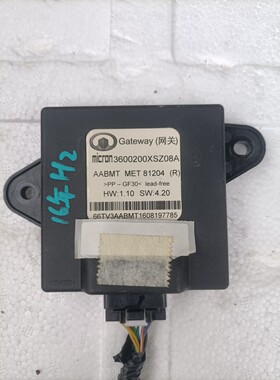 Gateway (网关)
micron 3600200XSZ08A
AABMT MET 81204 (R)
>PP-GF30< lead-free
HW:1.10 SW:4.20
66TV3AABMT1608197785
16年H2